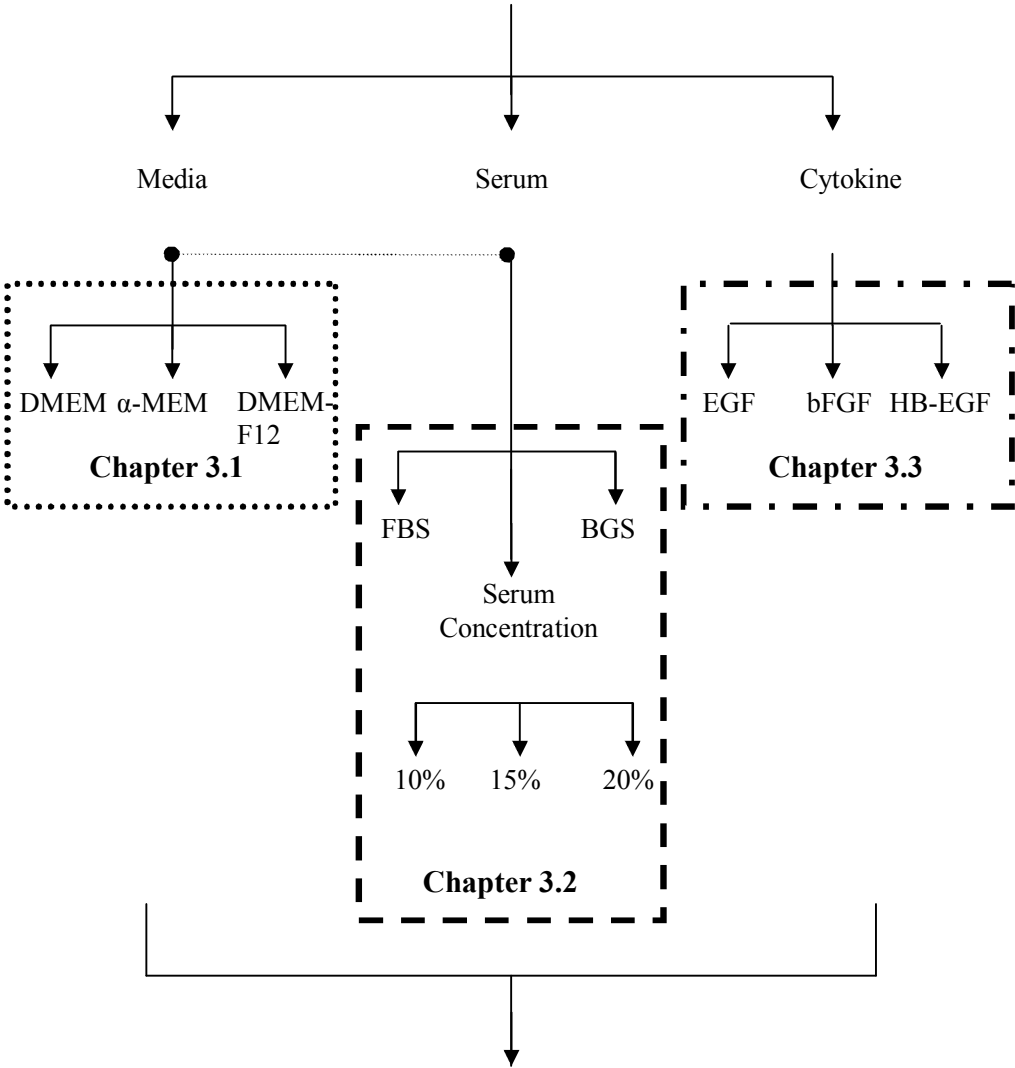 Media
Serum
Cytokine
DMEM
α-MEM
DMEM-
F12
Chapter 3.1
EGF
bFGF
HB-EGF
Chapter 3.3
FBS
BGS
Serum
Concentration
10%
15%
20%
Chapter 3.2